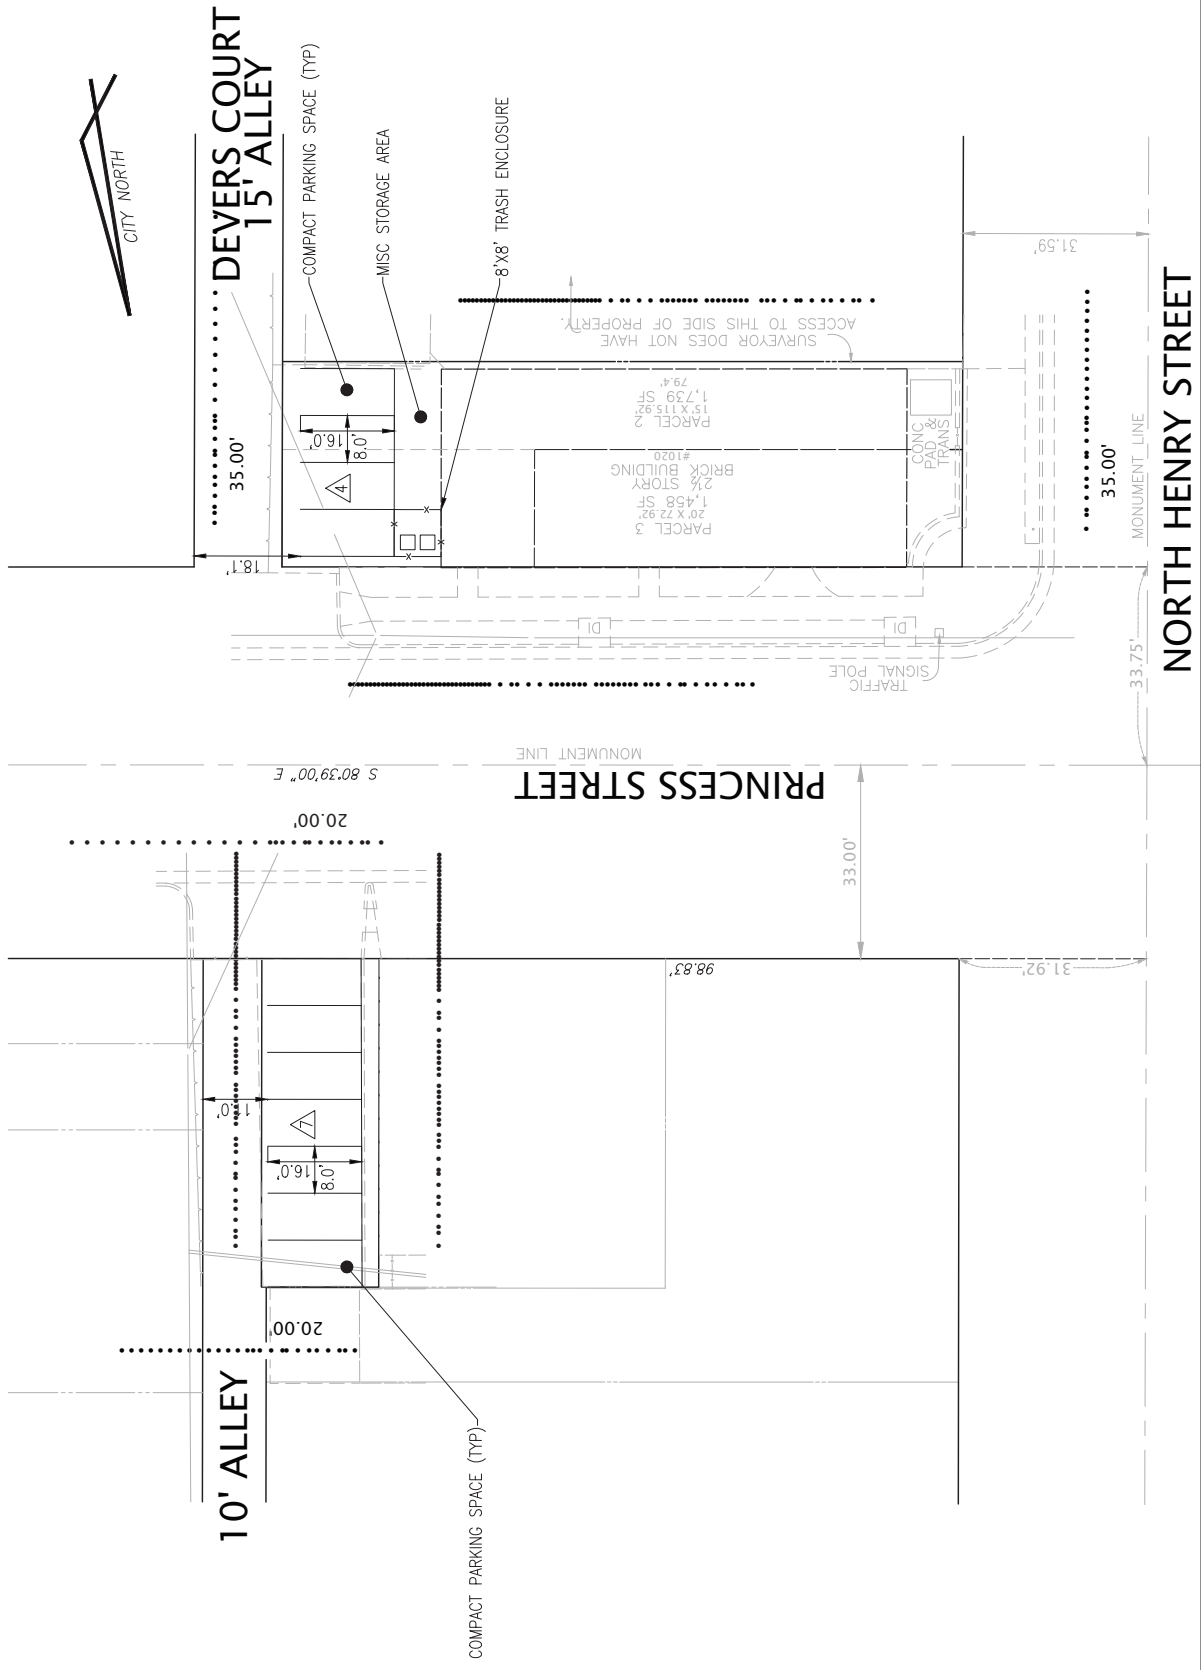 CITY NORTH
DEVERS COURT
15' ALLEY
COMPACT PARKING SPACE (TYP)
MISC STORAGE AREA
8'X8' TRASH ENCLOSURE
31.59'
SURVEYOR DOES NOT HAVE
ACCESS TO THIS SIDE OF PROPERTY.
35.00'
16.0'
8.0'
4
18.1'
PARCEL 2
15' X 115.92'
1,739 SF
79.4'
PARCEL 3
20' X 72.92'
1,458 SF
2½ STORY
BRICK BUILDING
#1020
CONC
PAD &
TRANS
35.00'
MONUMENT LINE
NORTH HENRY STREET
DI
DI
TRAFFIC
SIGNAL POLE
33.75'
MONUMENT LINE
S 80°39'00" E
PRINCESS STREET
20.00'
33.00'
98.83'
31.92'
11.0'
7
16.0'
8.0'
20.00'
10' ALLEY
COMPACT PARKING SPACE (TYP)